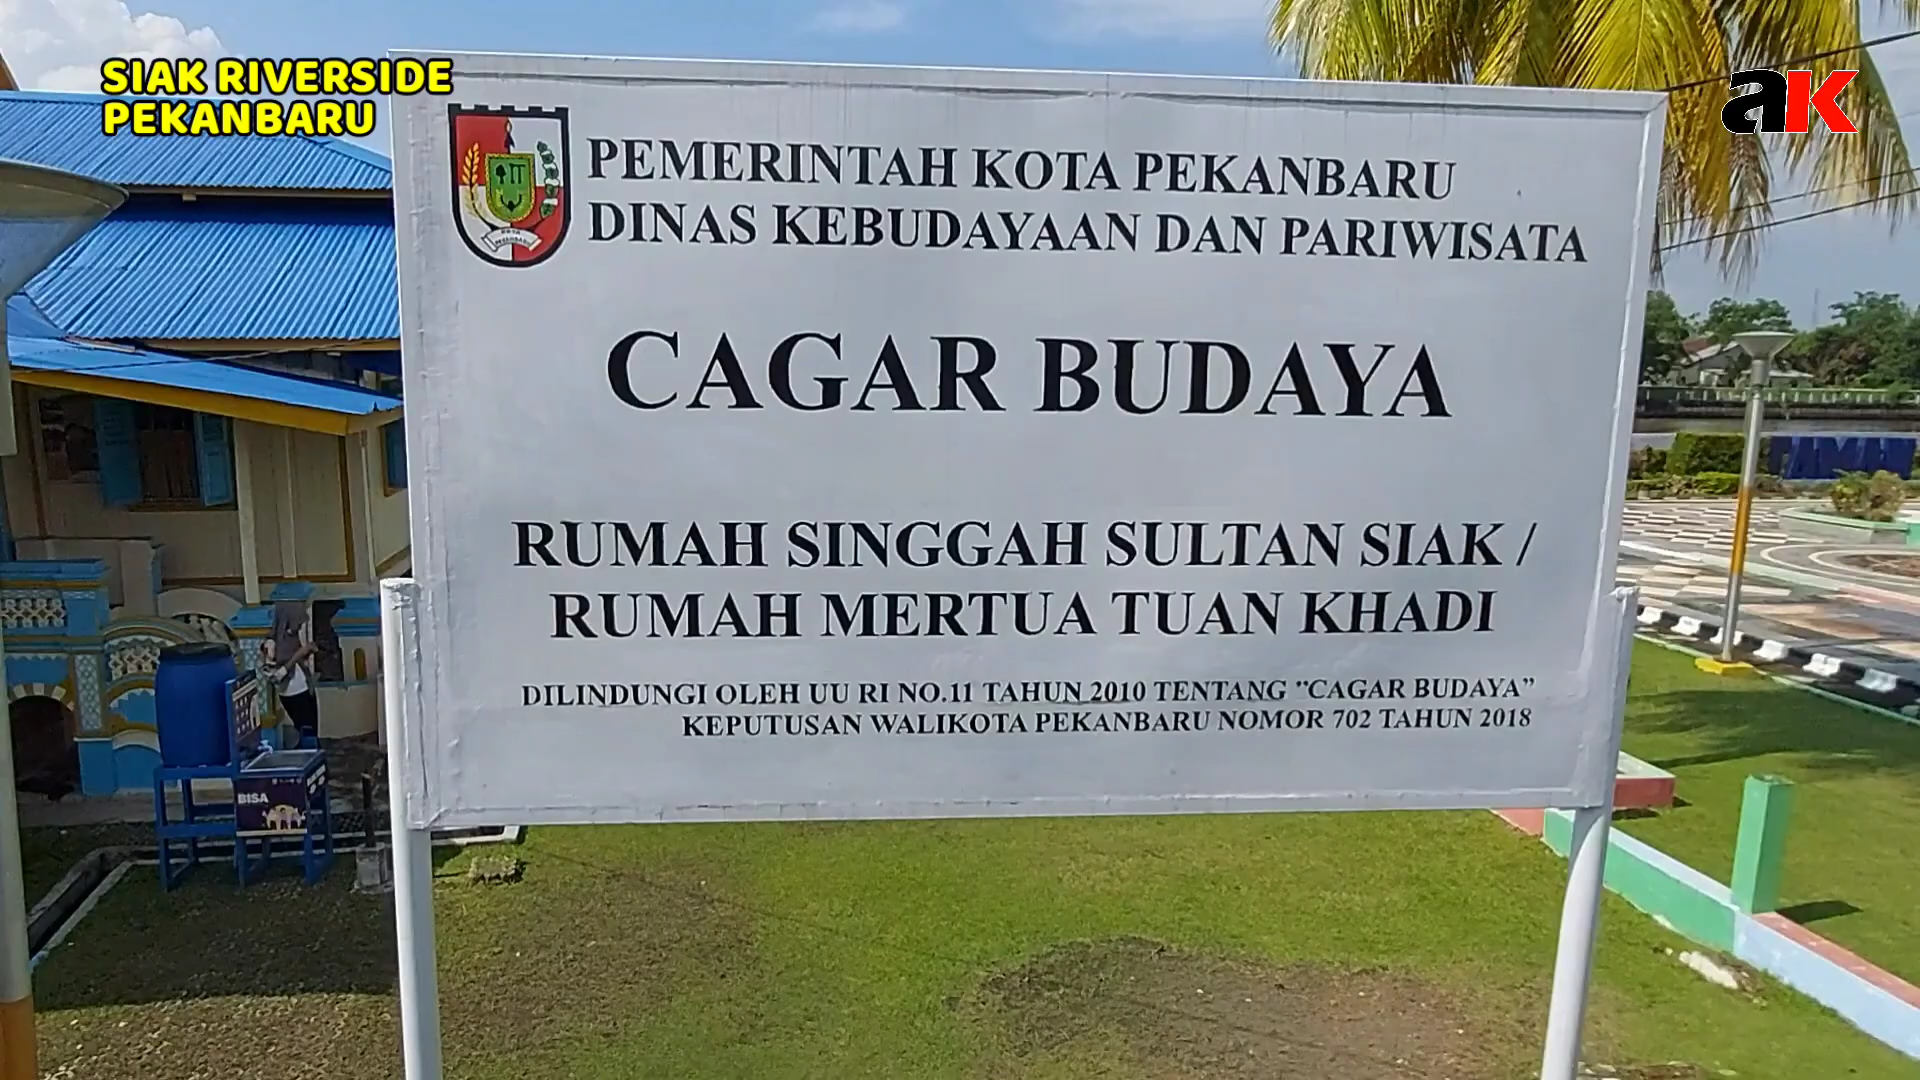 SIAK RIVERSIDE
PEKANBARU
aK
PEMERINTAH KOTA PEKANBARU
DINAS KEBUDAYAAN DAN PARIWISATA
CAGAR BUDAYA
RUMAH SINGGAH SULTAN SIAK /
RUMAH MERTUA TUAN KHADI
DILINDUNGI OLEH UU RI NO.11 TAHUN 2010 TENTANG "CAGAR BUDAYA"
KEPUTUSAN WALIKOTA PEKANBARU NOMOR 702 TAHUN 2018
TAMAN
BISA